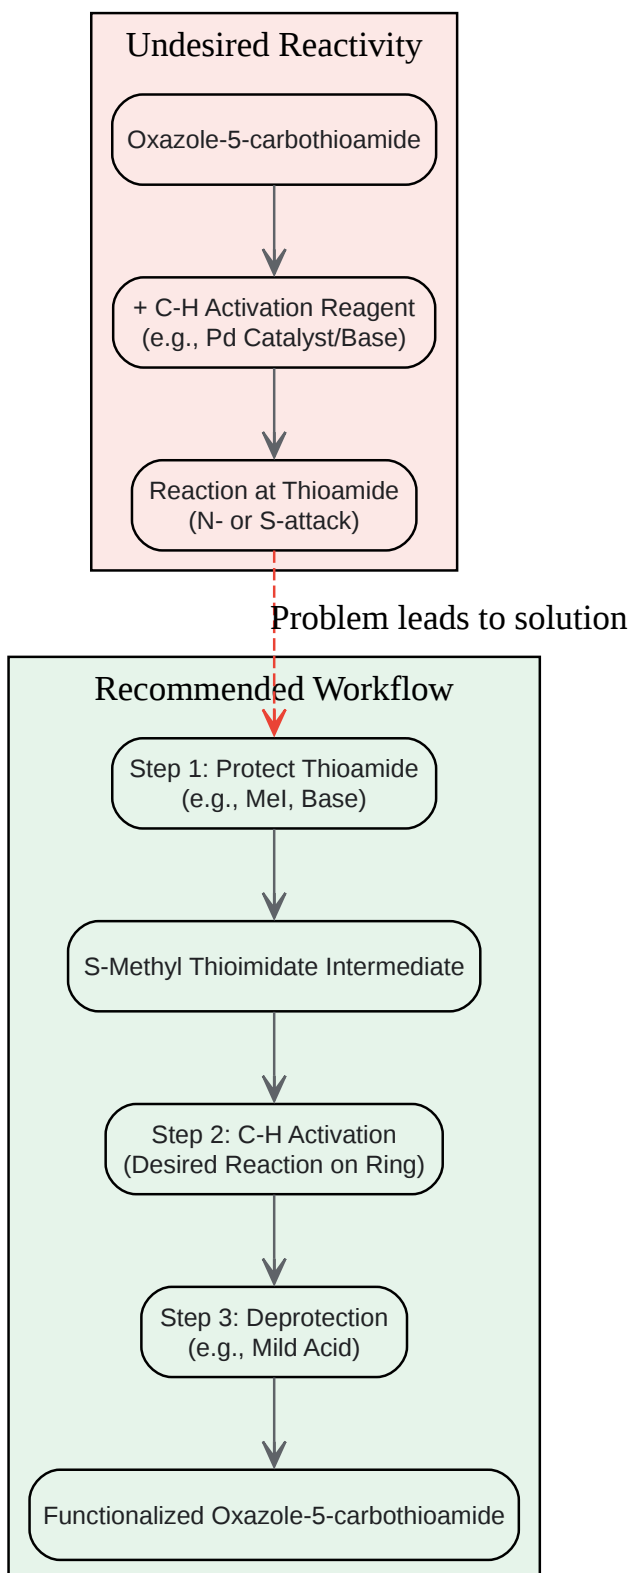 Undesired Reactivity
Oxazole-5-carbothioamide
+ C-H Activation Reagent
(e.g., Pd Catalyst/Base)
Reaction at Thioamide
(N- or S-attack)
Problem leads to solution
Recommended Workflow
Step 1: Protect Thioamide
(e.g., MeI, Base)
S-Methyl Thioimidate Intermediate
Step 2: C-H Activation
(Desired Reaction on Ring)
Step 3: Deprotection
(e.g., Mild Acid)
Functionalized Oxazole-5-carbothioamide